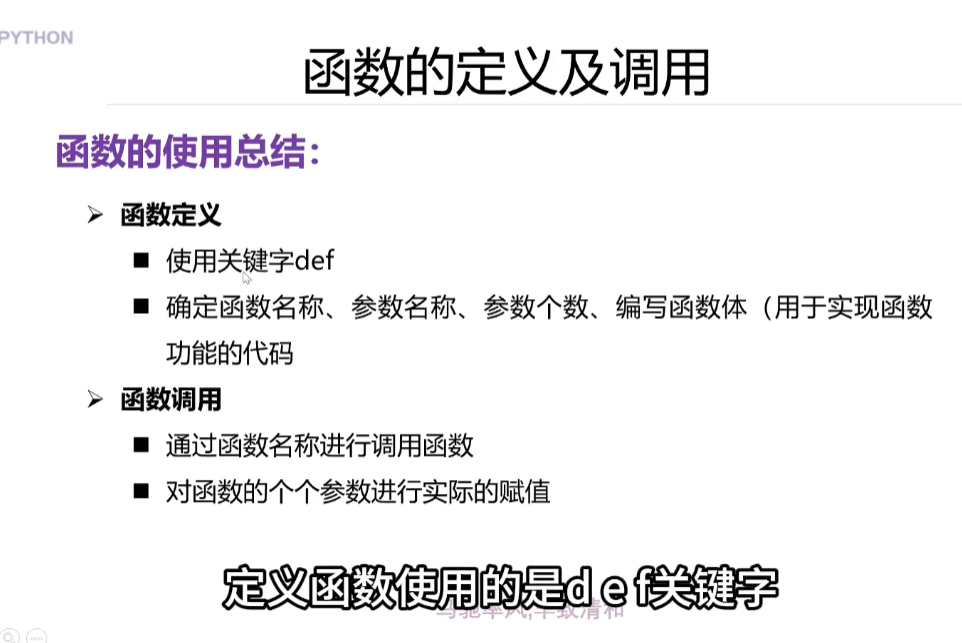 PYTHON
函数的定义及调用
函数的使用总结：
函数定义
使用关键字def
确定函数名称、参数名称、参数个数、编写函数体（用于实现函数
功能的代码
函数调用
通过函数名称进行调用函数
对函数的个个参数进行实际的赋值
定义函数使用的是def关键字